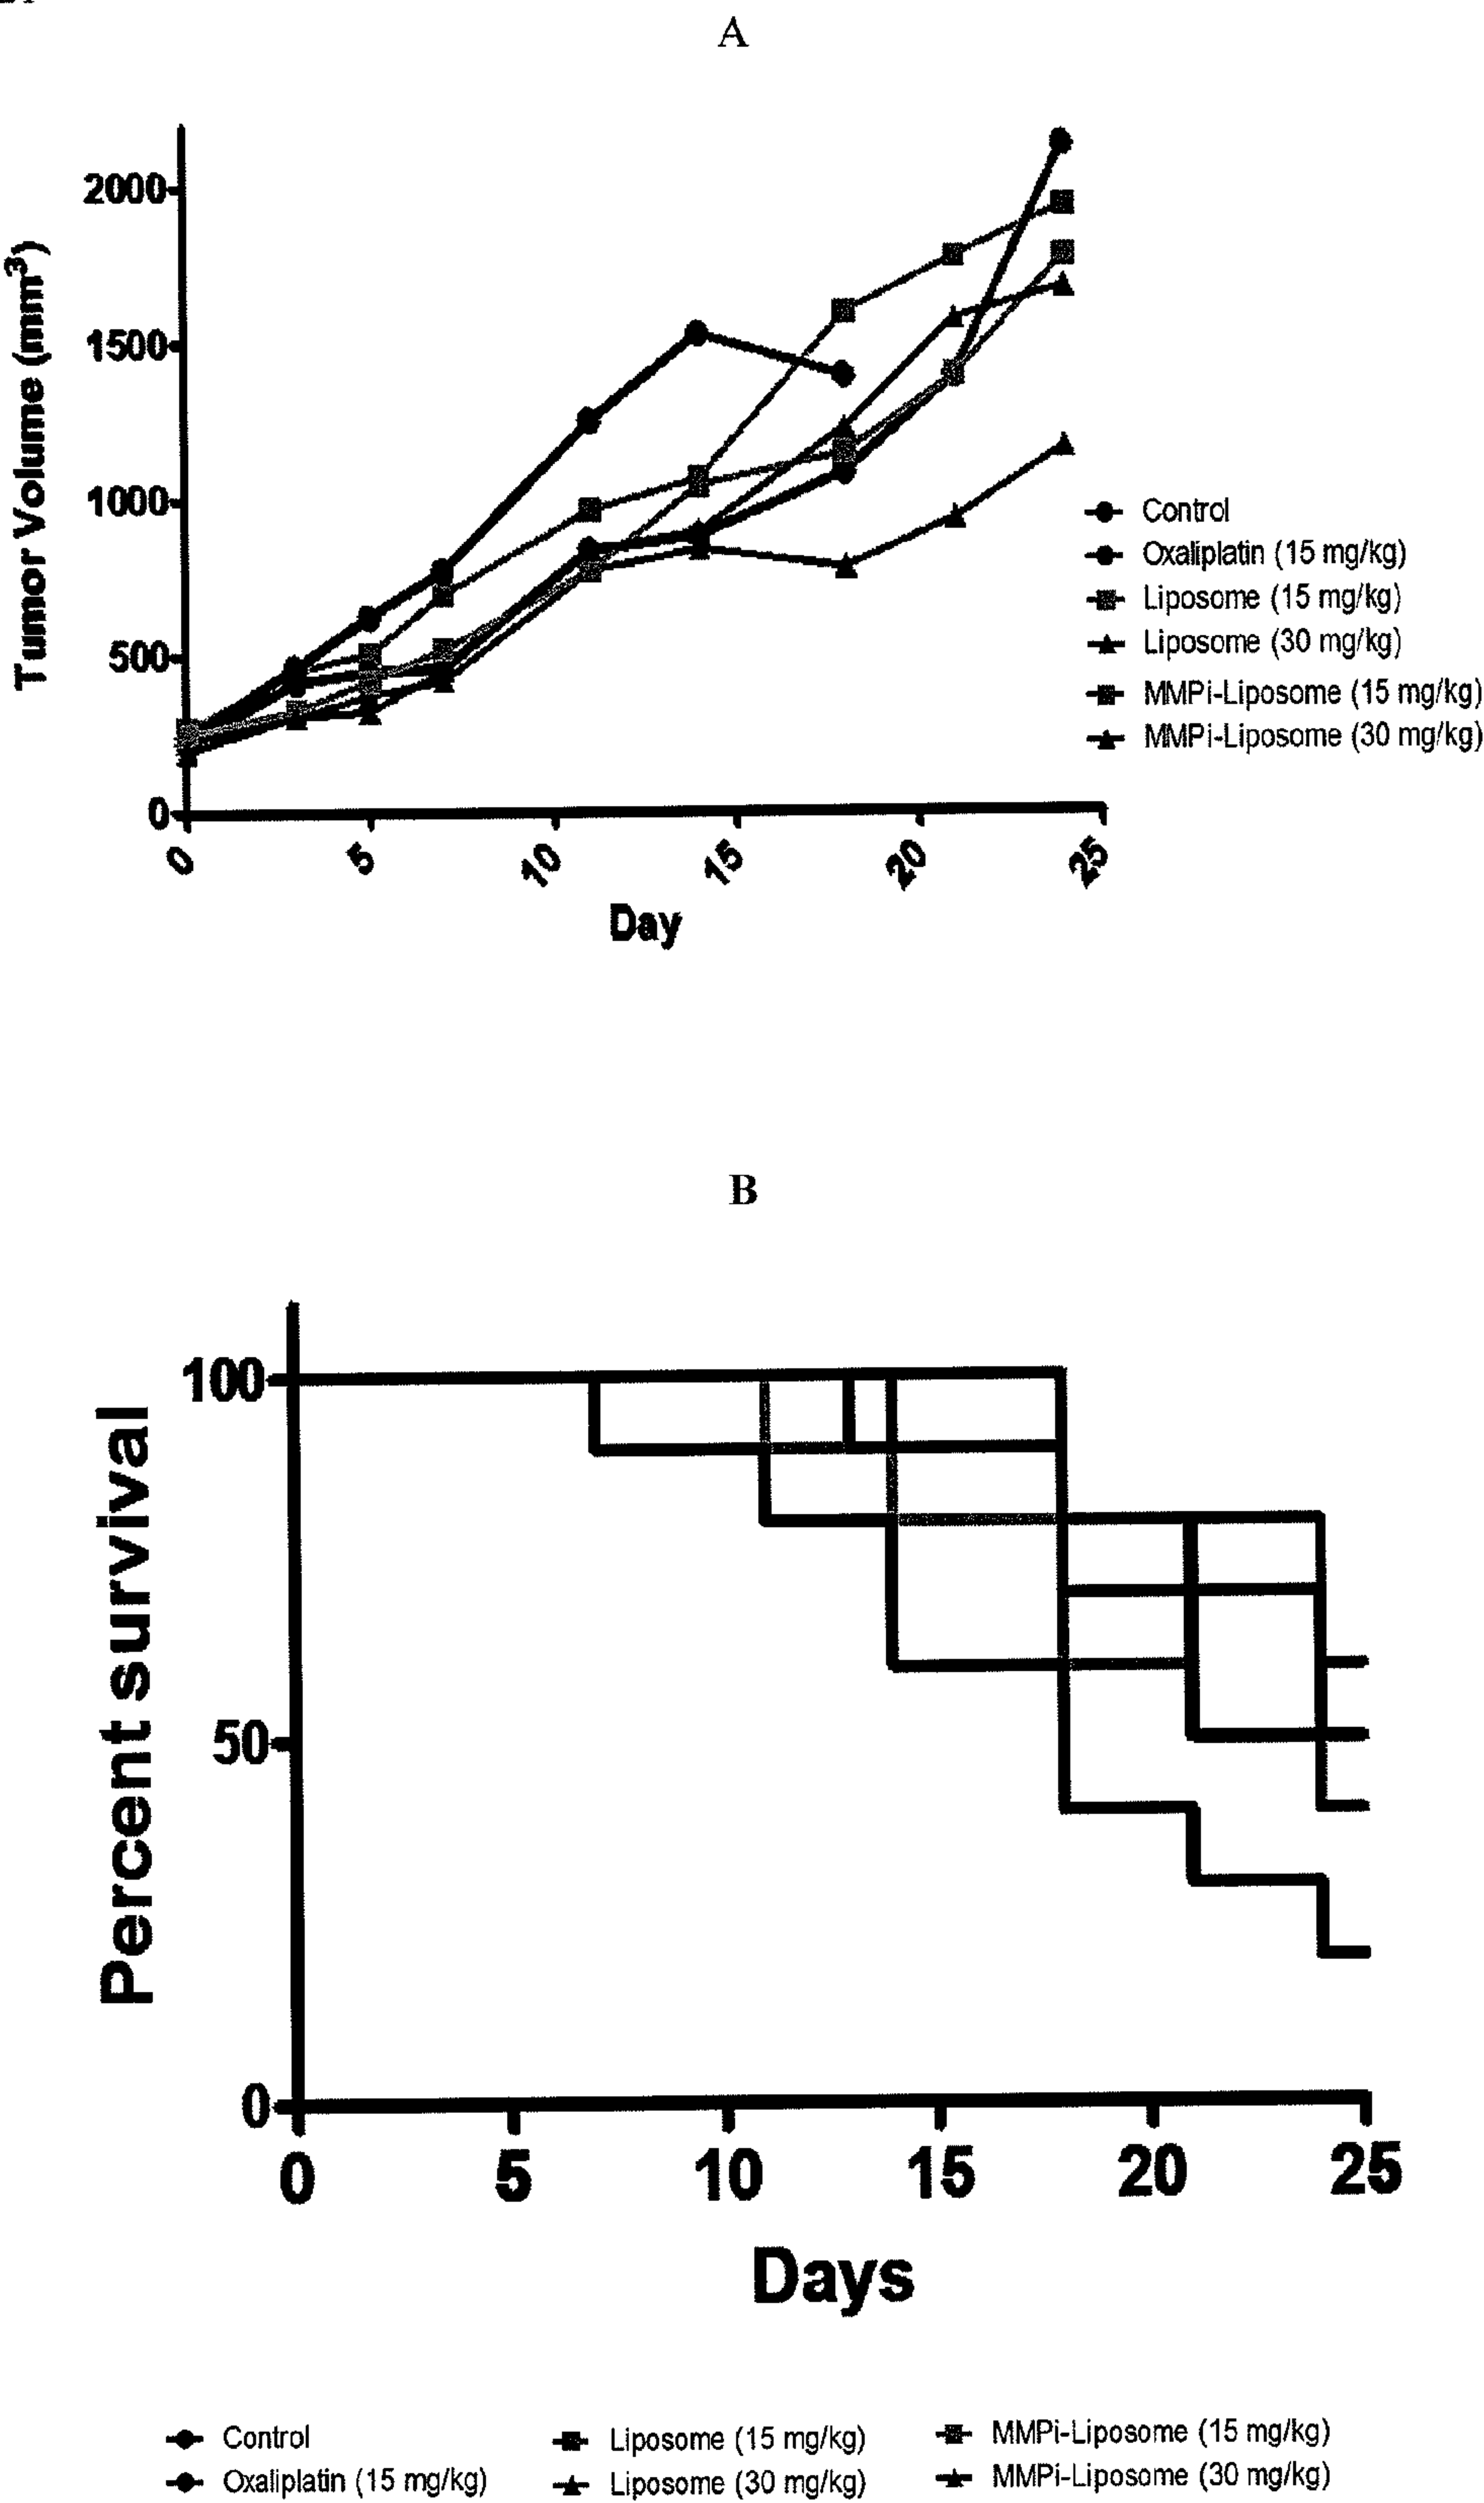 A
2000
1500
1000
500
0
Tumor Volume (mm³)
0 5 10 15 20 25
Day
Control
Oxaliplatin (15 mg/kg)
Liposome (15 mg/kg)
Liposome (30 mg/kg)
MMPi-Liposome (15 mg/kg)
MMPi-Liposome (30 mg/kg)
B
100
50
0
Percent survival
0 5 10 15 20 25
Days
Control Liposome (15 mg/kg) MMPi-Liposome (15 mg/kg)
Oxaliplatin (15 mg/kg) Liposome (30 mg/kg) MMPi-Liposome (30 mg/kg)